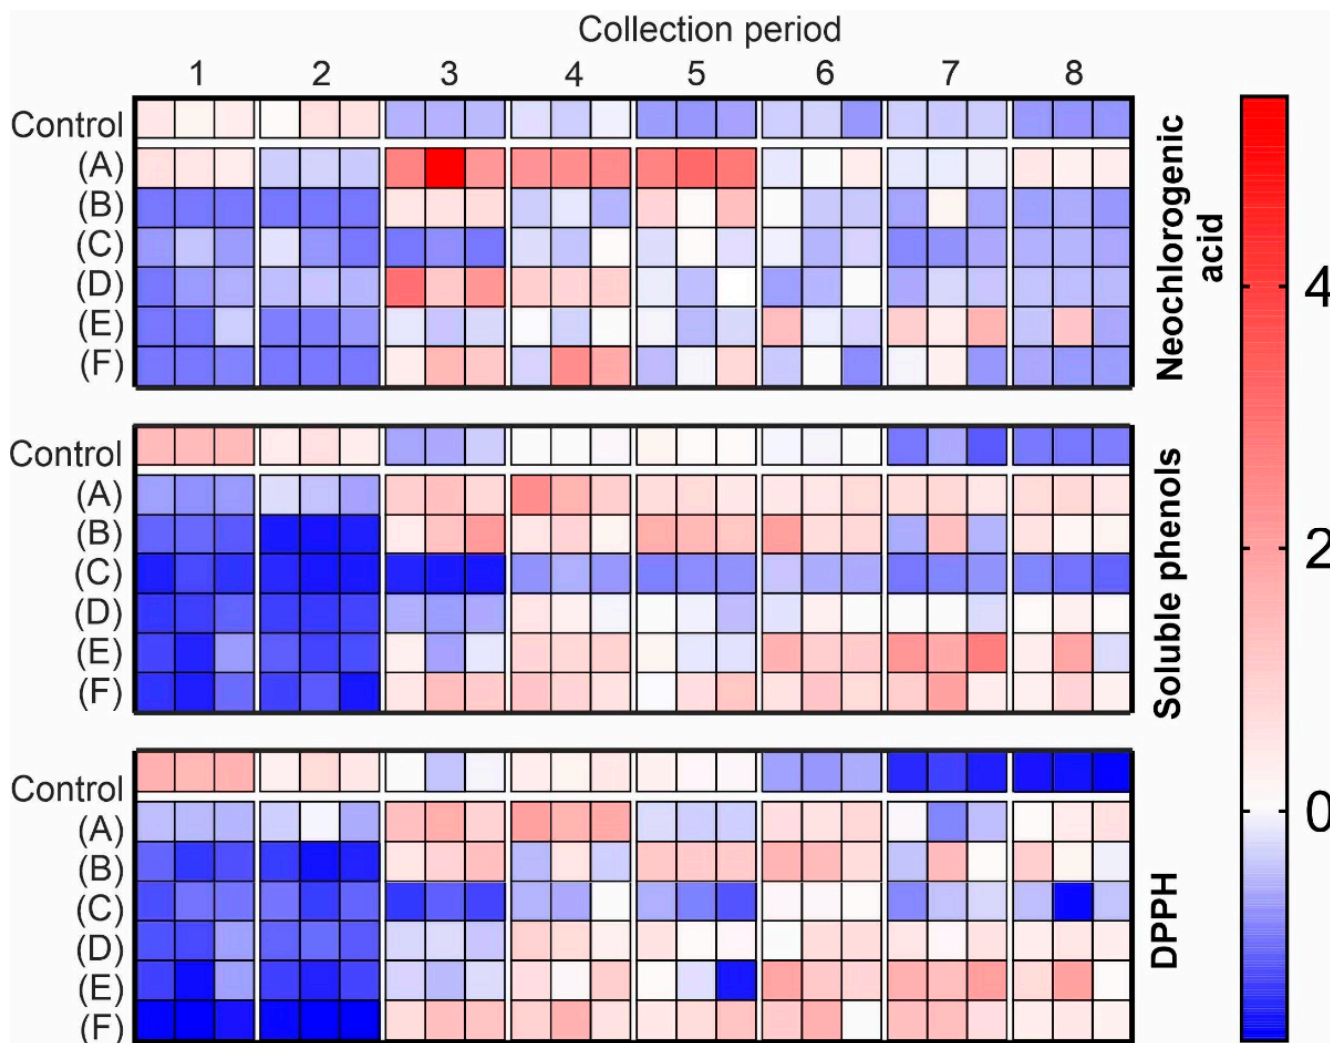 Collection period
1 2 3 4 5 6 7 8
Control
(A)
(B)
(C)
(D)
(E)
(F)
Neochlorogenic
acid
Control
(A)
(B)
(C)
(D)
(E)
(F)
Soluble phenols
Control
(A)
(B)
(C)
(D)
(E)
(F)
DPPH
4
2
0